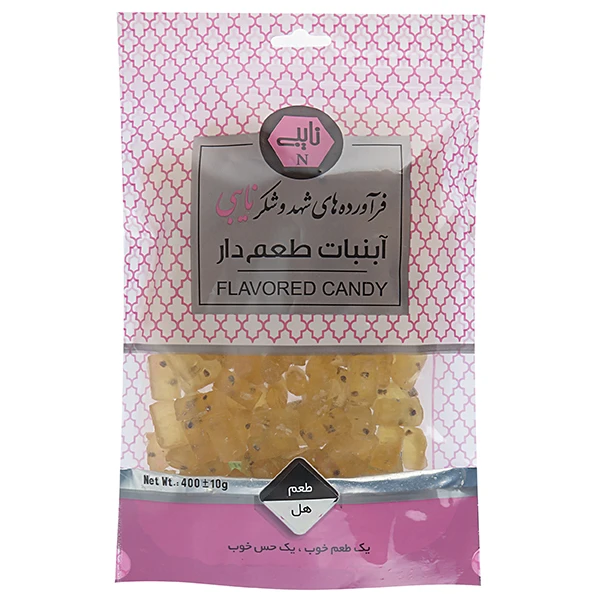 نایبی
N
فرآورده‌های شهد و شکر نایبی
آبنبات طعم دار
FLAVORED CANDY
Net Wt.: 400 ± 10g
طعم
هل
یک طعم خوب ، یک حس خوب